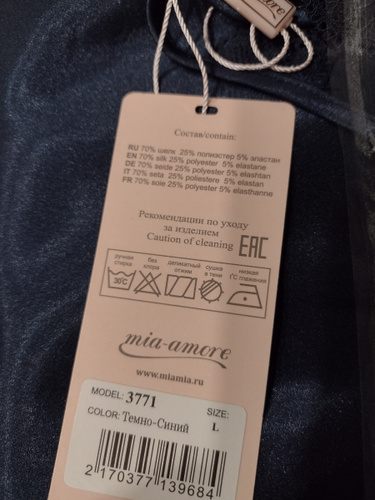 amore
Состав/contain:
RU 70% шелк 25% полиэстер 5% эластан
EN 70% silk 25% polyester 5% elastane
DE 70% seide 25% polyester 5% elashtan
IT 70% seta 25% poliestere 5% elastan
FR 70% soie 25% polyester 5% elasthanne
Рекомендации по уходу
за изделием
Caution of cleaning EAC
ручная стирка без хлора деликатный отжим сушка в тени низкая t°C глажения
30°C
mia-amore
www.miamia.ru
MODEL: 3771
COLOR: Темно-Синий
SIZE: L
2 170377 139684